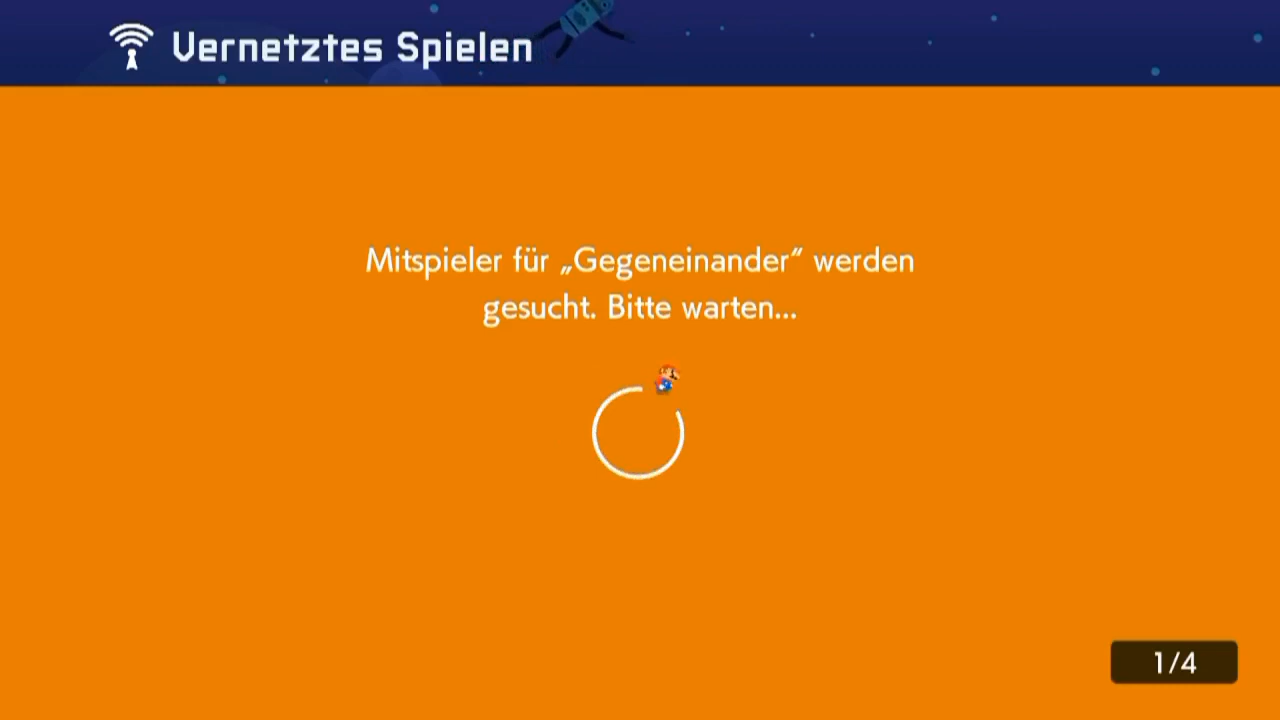 Vernetztes Spielen
Mitspieler für „Gegeneinander“ werden
gesucht. Bitte warten...
1/4